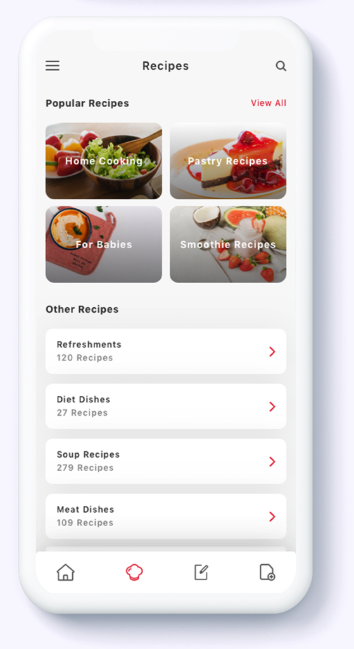 Recipes
Popular Recipes
View All
Home Cooking
Pastry Recipes
For Babies
Smoothie Recipes
Other Recipes
Refreshments
120 Recipes
Diet Dishes
27 Recipes
Soup Recipes
279 Recipes
Meat Dishes
109 Recipes